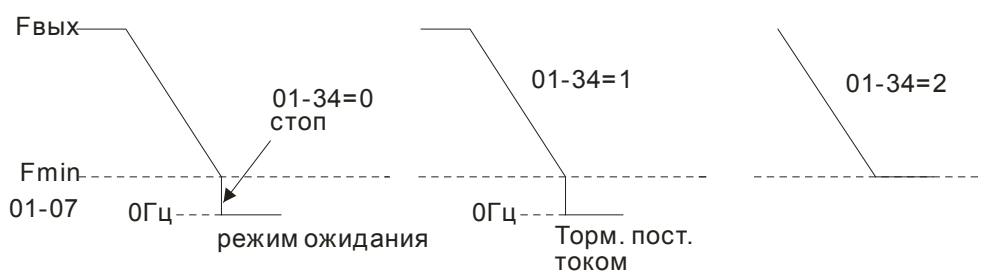 Fвых
01-34=0
стоп
Fmin
01-07
0Гц
режим ожидания
01-34=1
0Гц
Торм. пост.
током
01-34=2